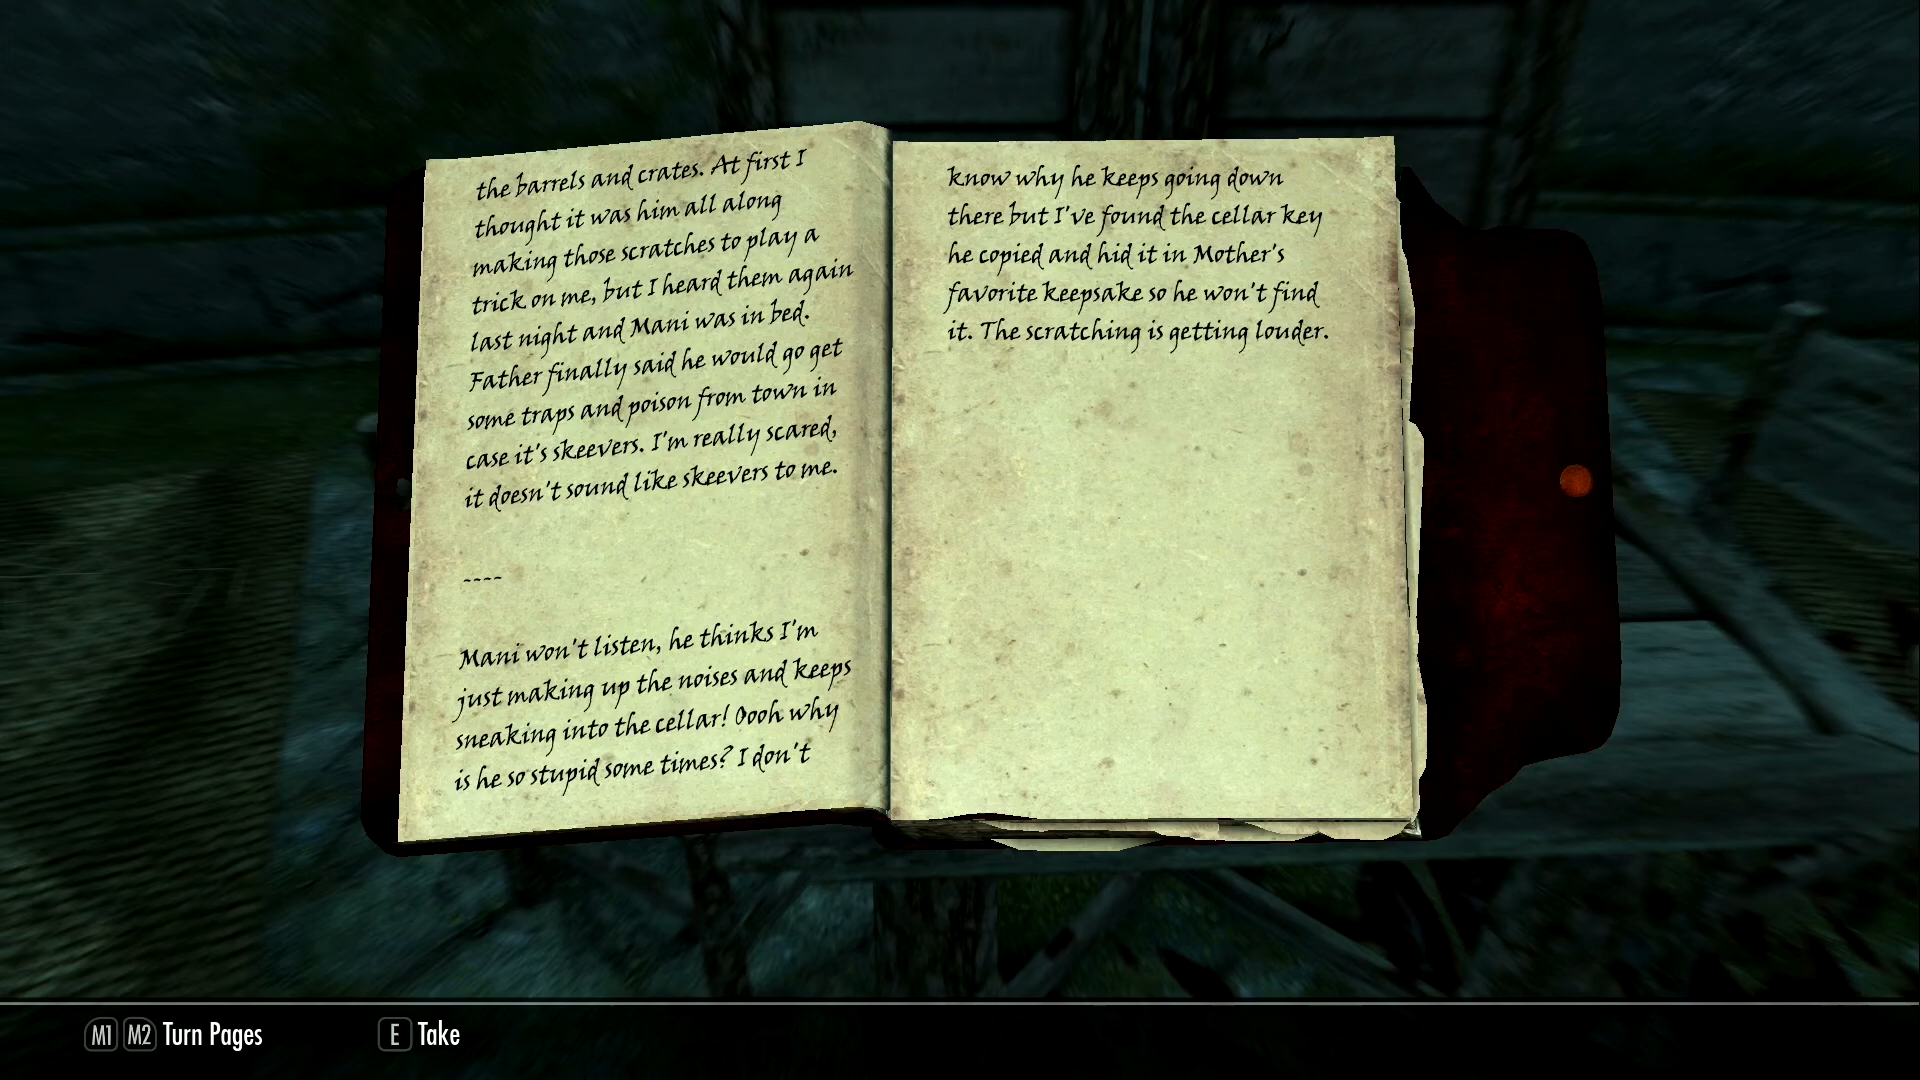 the barrels and crates. At first I
thought it was him all along
making those scratches to play a
trick on me, but I heard them again
last night and Mani was in bed.
Father finally said he would go get
some traps and poison from town in
case it's skeevers. I'm really scared,
it doesn't sound like skeevers to me.
~~~~
Mani won't listen, he thinks I'm
just making up the noises and keeps
sneaking into the cellar! Oooh why
is he so stupid some times? I don't
know why he keeps going down
there but I've found the cellar key
he copied and hid it in Mother's
favorite keepsake so he won't find
it. The scratching is getting louder.
M1 M2 Turn Pages
E Take